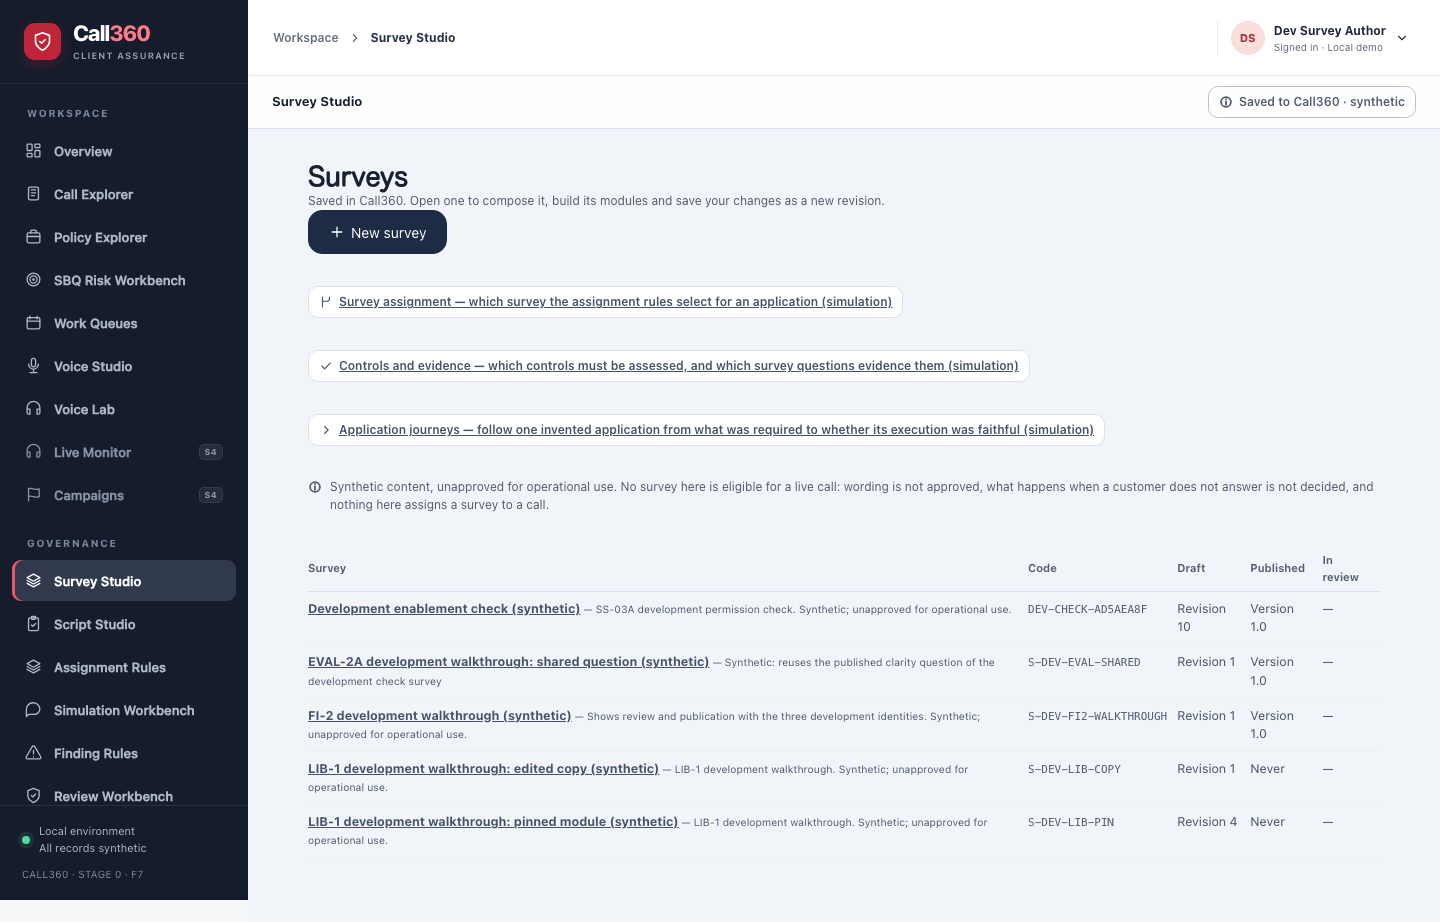 Call360
CLIENT ASSURANCE
WORKSPACE
Overview
Call Explorer
Policy Explorer
SBQ Risk Workbench
Work Queues
Voice Studio
Voice Lab
Live Monitor S4
Campaigns S4
GOVERNANCE
Survey Studio
Script Studio
Assignment Rules
Simulation Workbench
Finding Rules
Review Workbench
Local environment
All records synthetic
CALL360 · STAGE 0 · F7
Workspace > Survey Studio
DS
Dev Survey Author
Signed in · Local demo
Survey Studio
Saved to Call360 · synthetic
Surveys
Saved in Call360. Open one to compose it, build its modules and save your changes as a new revision.
+ New survey
Survey assignment — which survey the assignment rules select for an application (simulation)
Controls and evidence — which controls must be assessed, and which survey questions evidence them (simulation)
Application journeys — follow one invented application from what was required to whether its execution was faithful (simulation)
Synthetic content, unapproved for operational use. No survey here is eligible for a live call: wording is not approved, what happens when a customer does not answer is not decided, and
nothing here assigns a survey to a call.
Survey Code Draft Published In review
Development enablement check (synthetic) — SS-03A development permission check. Synthetic; unapproved for operational use. DEV-CHECK-AD5AEA8F Revision 10 Version 1.0 —
EVAL-2A development walkthrough: shared question (synthetic) — Synthetic: reuses the published clarity question of the
development check survey S-DEV-EVAL-SHARED Revision 1 Version 1.0 —
FI-2 development walkthrough (synthetic) — Shows review and publication with the three development identities. Synthetic;
unapproved for operational use. S-DEV-FI2-WALKTHROUGH Revision 1 Version 1.0 —
LIB-1 development walkthrough: edited copy (synthetic) — LIB-1 development walkthrough. Synthetic; unapproved for
operational use. S-DEV-LIB-COPY Revision 1 Never —
LIB-1 development walkthrough: pinned module (synthetic) — LIB-1 development walkthrough. Synthetic; unapproved for
operational use. S-DEV-LIB-PIN Revision 4 Never —